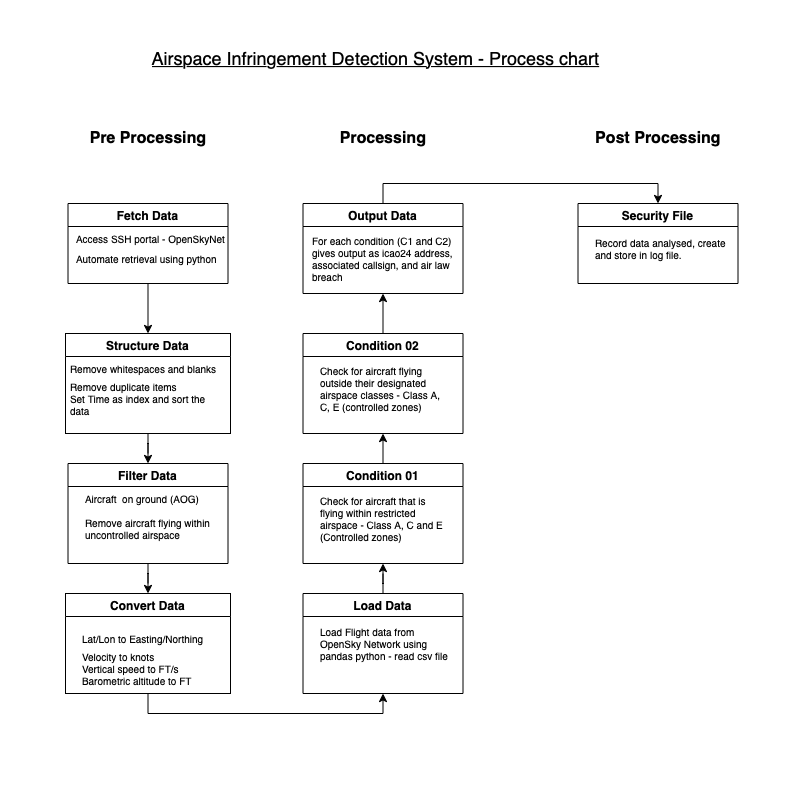 Airspace Infringement Detection System - Process chart
Pre Processing
Processing
Post Processing
Fetch Data
Access SSH portal - OpenSkyNet
Automate retrieval using python
Structure Data
Remove whitespaces and blanks
Remove duplicate items
Set Time as index and sort the
data
Filter Data
Aircraft on ground (AOG)
Remove aircraft flying within
uncontrolled airspace
Convert Data
Lat/Lon to Easting/Northing
Velocity to knots
Vertical speed to FT/s
Barometric altitude to FT
Output Data
For each condition (C1 and C2)
gives output as icao24 address,
associated callsign, and air law
breach
Condition 02
Check for aircraft flying
outside their designated
airspace classes - Class A,
C, E (controlled zones)
Condition 01
Check for aircraft that is
flying within restricted
airspace - Class A, C and E
(Controlled zones)
Load Data
Load Flight data from
OpenSky Network using
pandas python - read csv file
Security File
Record data analysed, create
and store in log file.